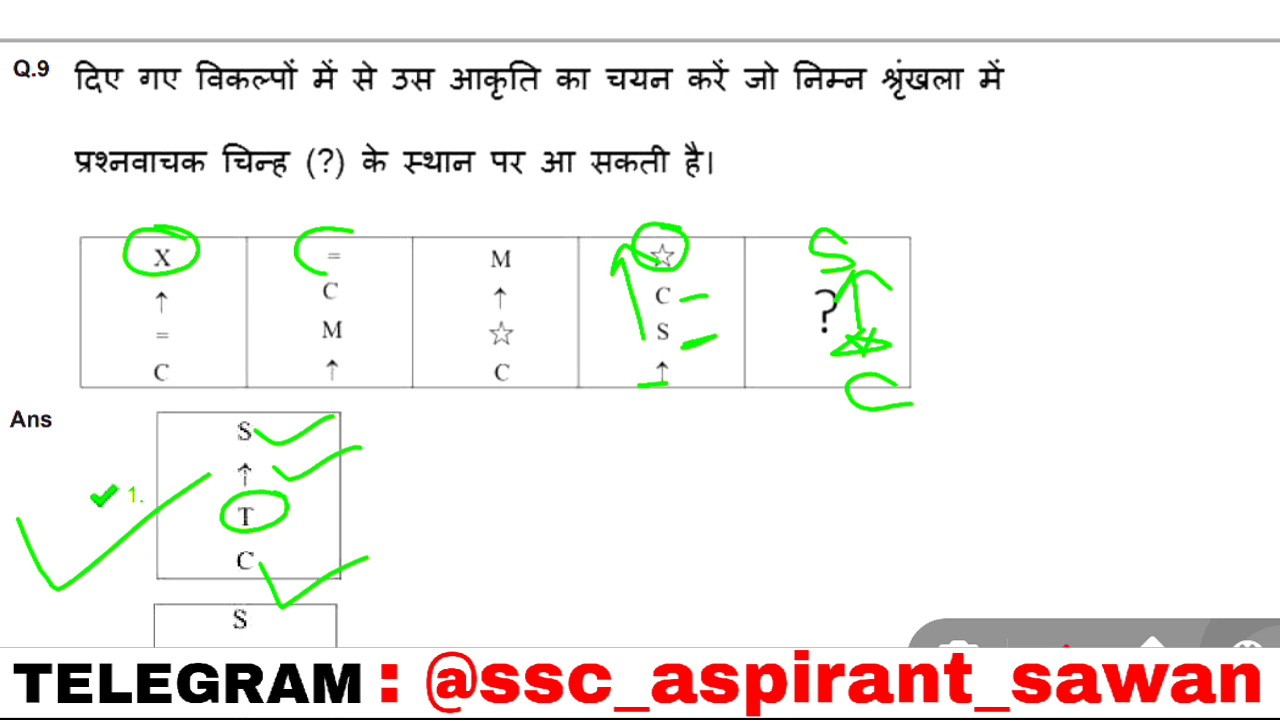 Q.9 दिए गए विकल्पों में से उस आकृति का चयन करें जो निम्न श्रृंखला में
प्रश्नवाचक चिन्ह (?) के स्थान पर आ सकती है।
X = M ☆ S
↑ C ↑ C ?
= M ☆ S
C ↑ C ↑ C
Ans
S
↑
1.
T
C
S
TELEGRAM : @ssc_aspirant_sawan